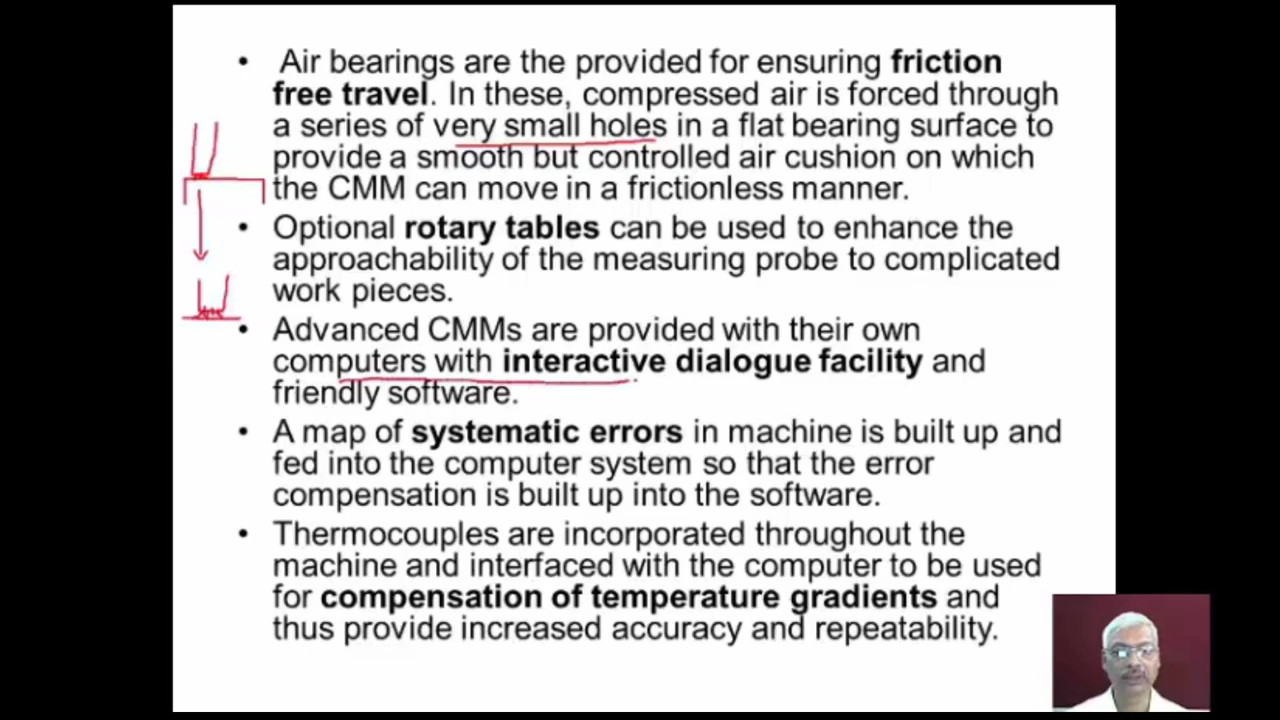 • Air bearings are the provided for ensuring friction
free travel. In these, compressed air is forced through
a series of very small holes in a flat bearing surface to
provide a smooth but controlled air cushion on which
the CMM can move in a frictionless manner.
• Optional rotary tables can be used to enhance the
approachability of the measuring probe to complicated
work pieces.
• Advanced CMMs are provided with their own
computers with interactive dialogue facility and
friendly software.
• A map of systematic errors in machine is built up and
fed into the computer system so that the error
compensation is built up into the software.
• Thermocouples are incorporated throughout the
machine and interfaced with the computer to be used
for compensation of temperature gradients and
thus provide increased accuracy and repeatability.